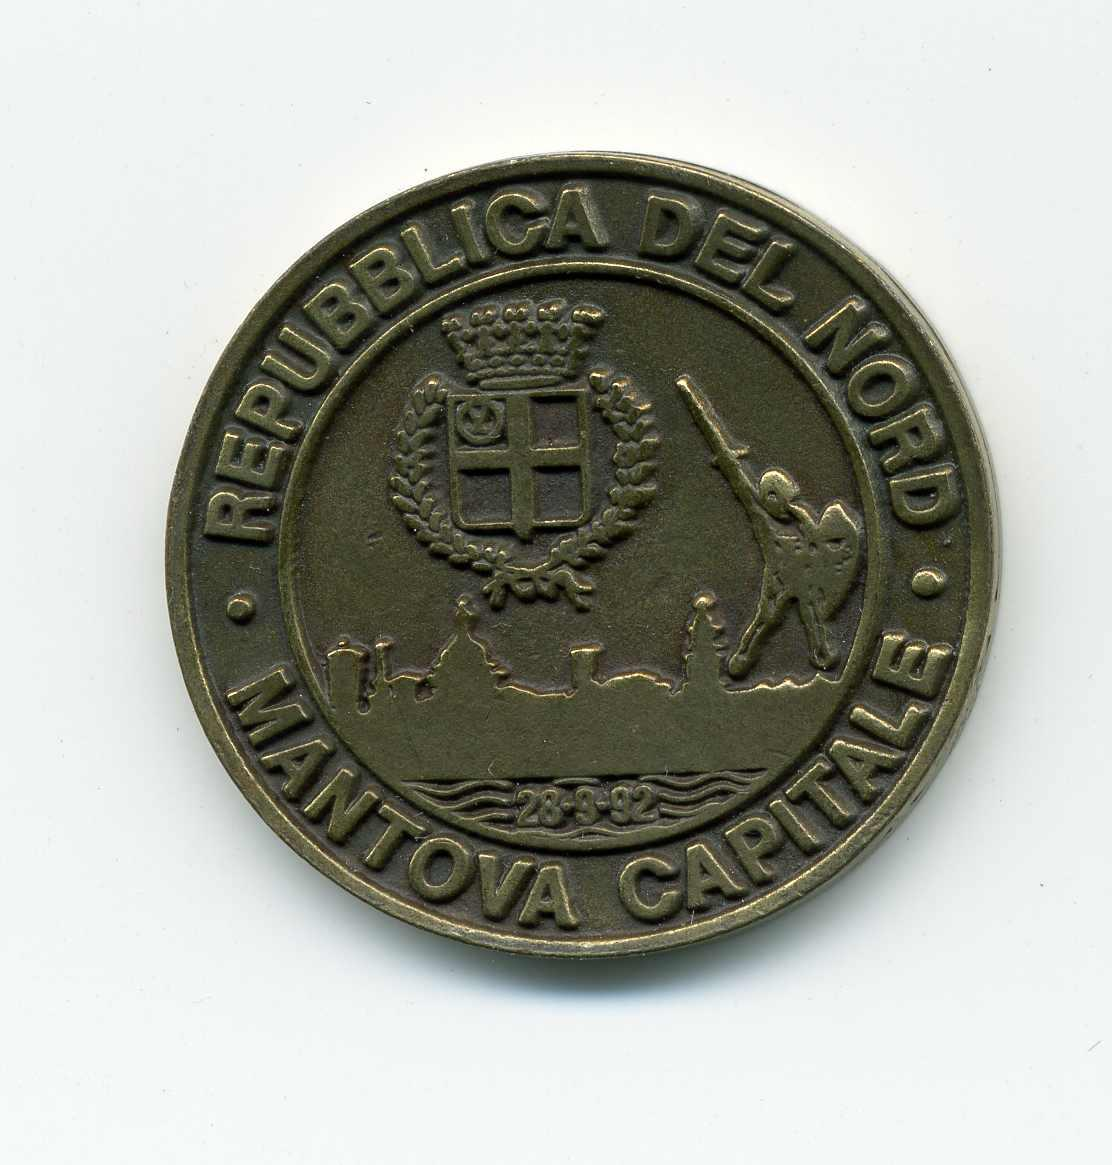 REPUBBLICA DEL NORD
28·9·92
MANTOVA CAPITALE